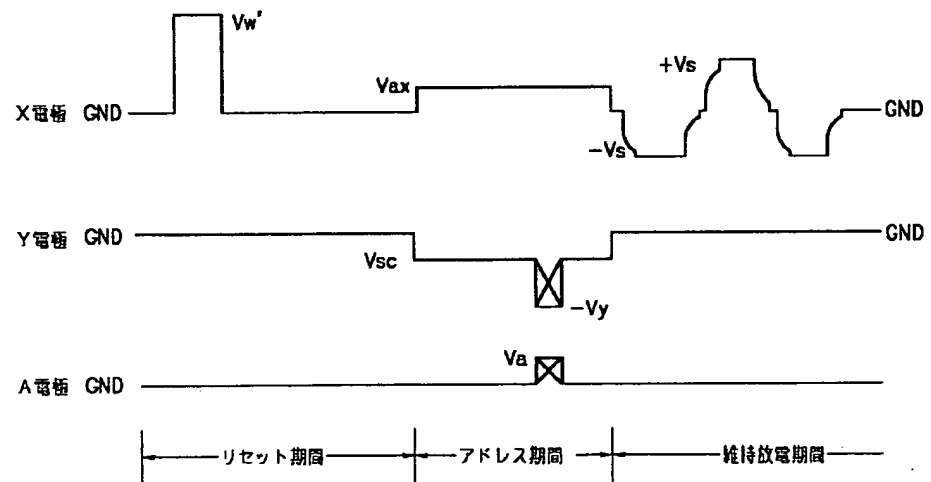 Vw'
+Vs
Vax
X電極 GND
GND
-Vs
Y電極 GND
GND
Vsc
-Vy
Va
A電極 GND
リセット期間
アドレス期間
維持放電期間